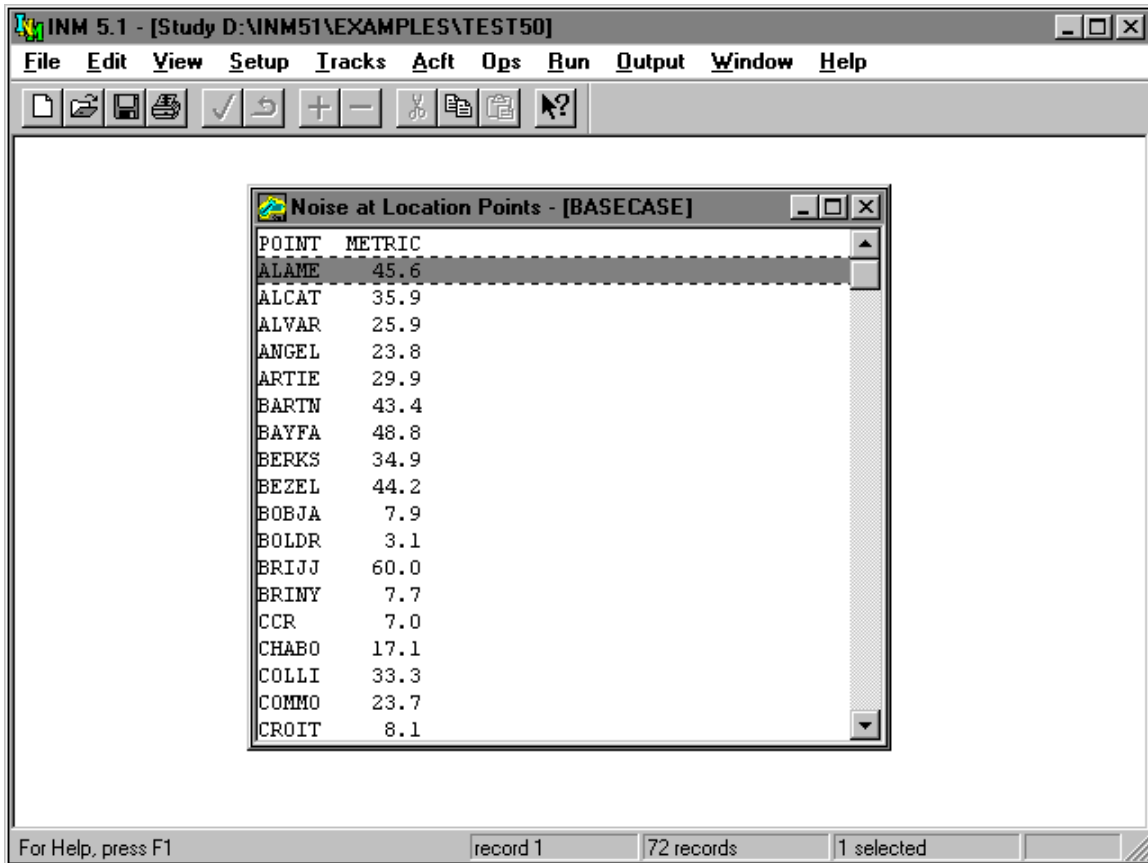 INM 5.1 - [Study D:\INM51\EXAMPLES\TEST50]
File Edit View Setup Tracks Acft Ops Run Output Window Help
Noise at Location Points - [BASECASE]
POINT METRIC
ALAME 45.6
ALCAT 35.9
ALVAR 25.9
ANGEL 23.8
ARTIE 29.9
BARTN 43.4
BAYFA 48.8
BERKS 34.9
BEZEL 44.2
BOBJA 7.9
BOLDR 3.1
BRIJJ 60.0
BRINY 7.7
CCR 7.0
CHABO 17.1
COLLI 33.3
COMMO 23.7
CROIT 8.1
For Help, press F1 record 1 72 records 1 selected